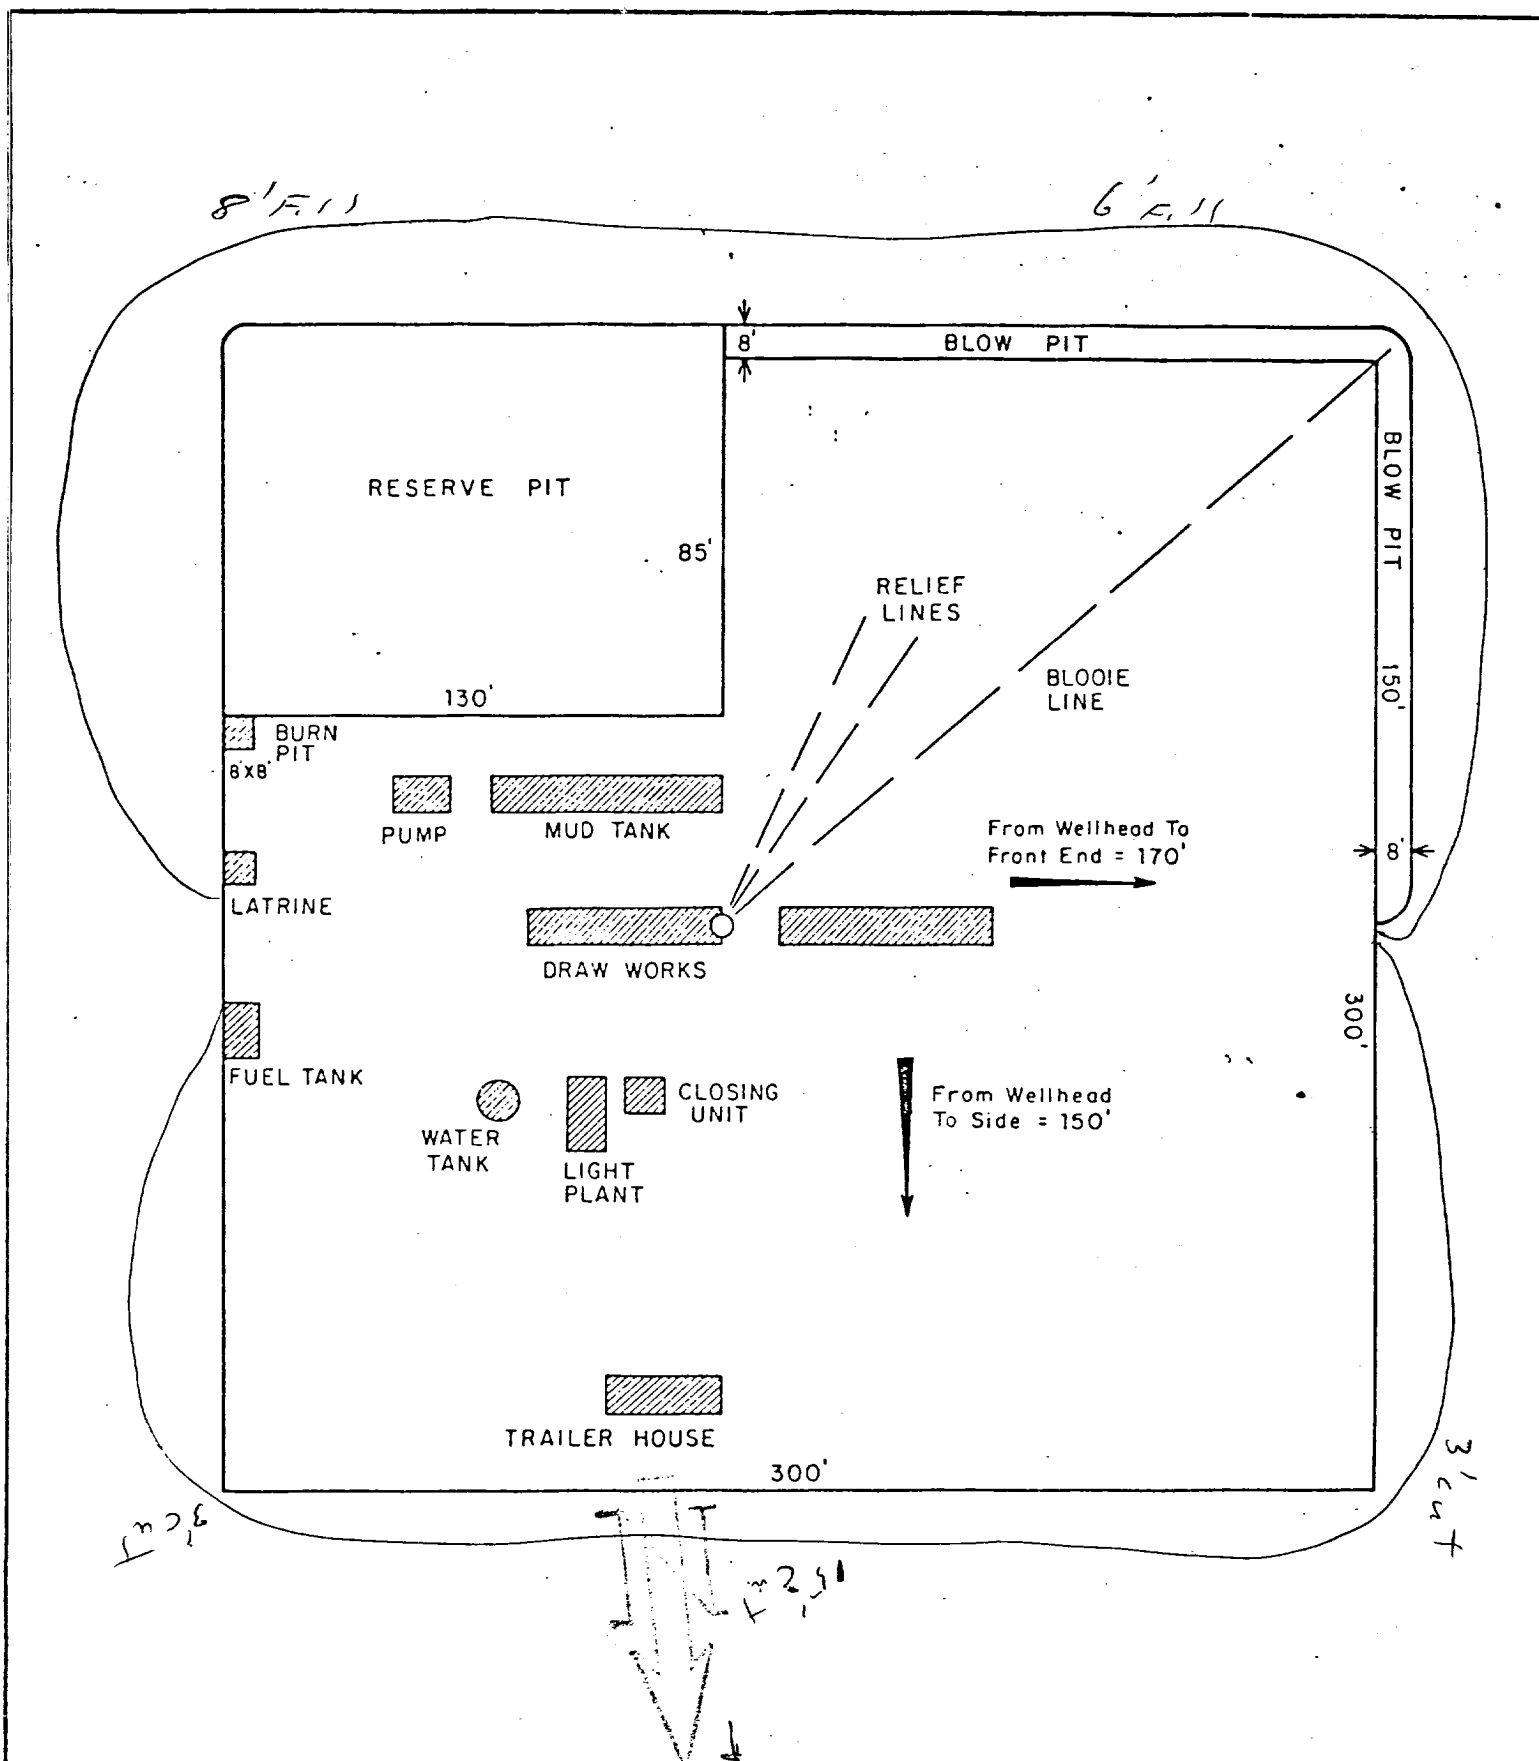 8' Fill
6' Fill
8'
BLOW PIT
BLOW PIT
150'
8'
RESERVE PIT
85'
130'
RELIEF
LINES
BLOOIE
LINE
BURN
PIT
8'X8'
PUMP
MUD TANK
LATRINE
From Wellhead To
Front End = 170'
DRAW WORKS
300'
FUEL TANK
WATER
TANK
LIGHT
PLANT
CLOSING
UNIT
From Wellhead
To Side = 150'
TRAILER HOUSE
300'
3' cut
3' cut